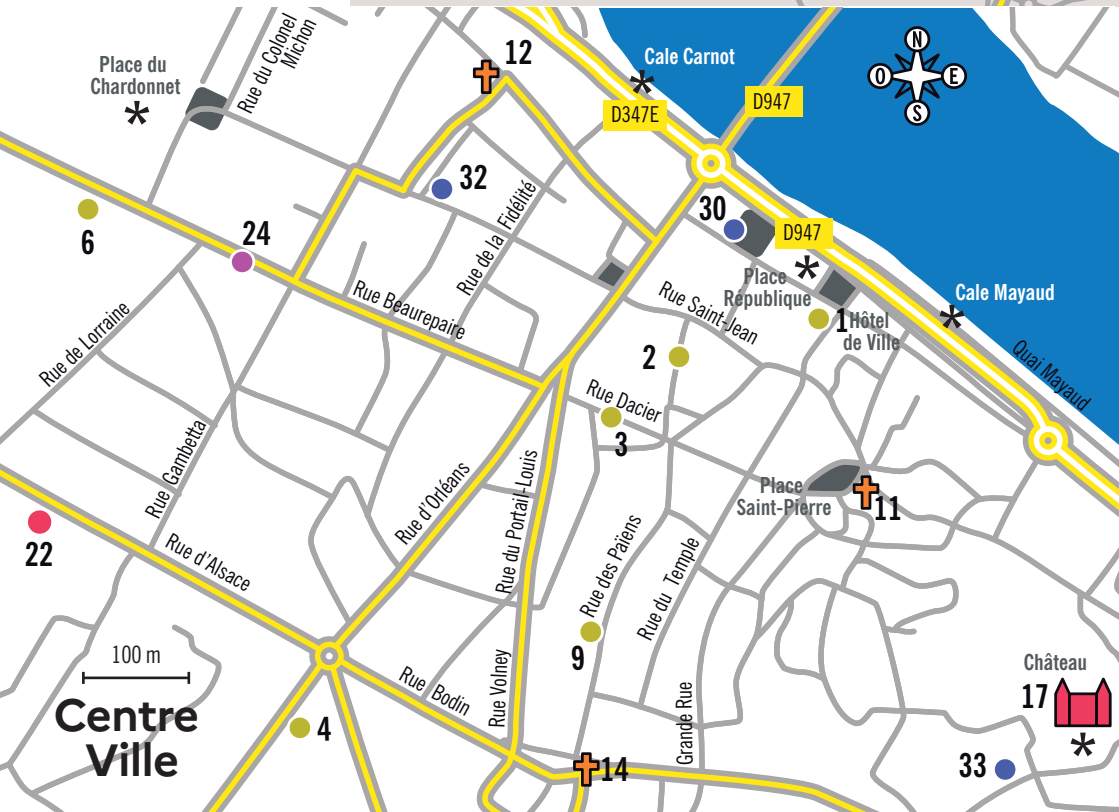 12
Cale Carnot
N
O
E
S
Place du
Chardonnet
Rue du Colonel
Michon
D347E
D947
32
30
6
24
Rue de la Fidélité
D947
Place
République
Cale Mayaud
Rue de Lorraine
Rue Beaurepaire
Rue Saint-Jean
1
Hôtel
de Ville
Quai Mayaud
2
Rue Dacier
3
Rue Gambetta
Rue d'Orléans
Rue du Portail-Louis
Place
Saint-Pierre
11
22
Rue d'Alsace
Rue des Païens
Rue du Temple
9
100 m
Centre
Ville
Rue Bodin
Rue Volney
Grande Rue
Château
17
4
14
33